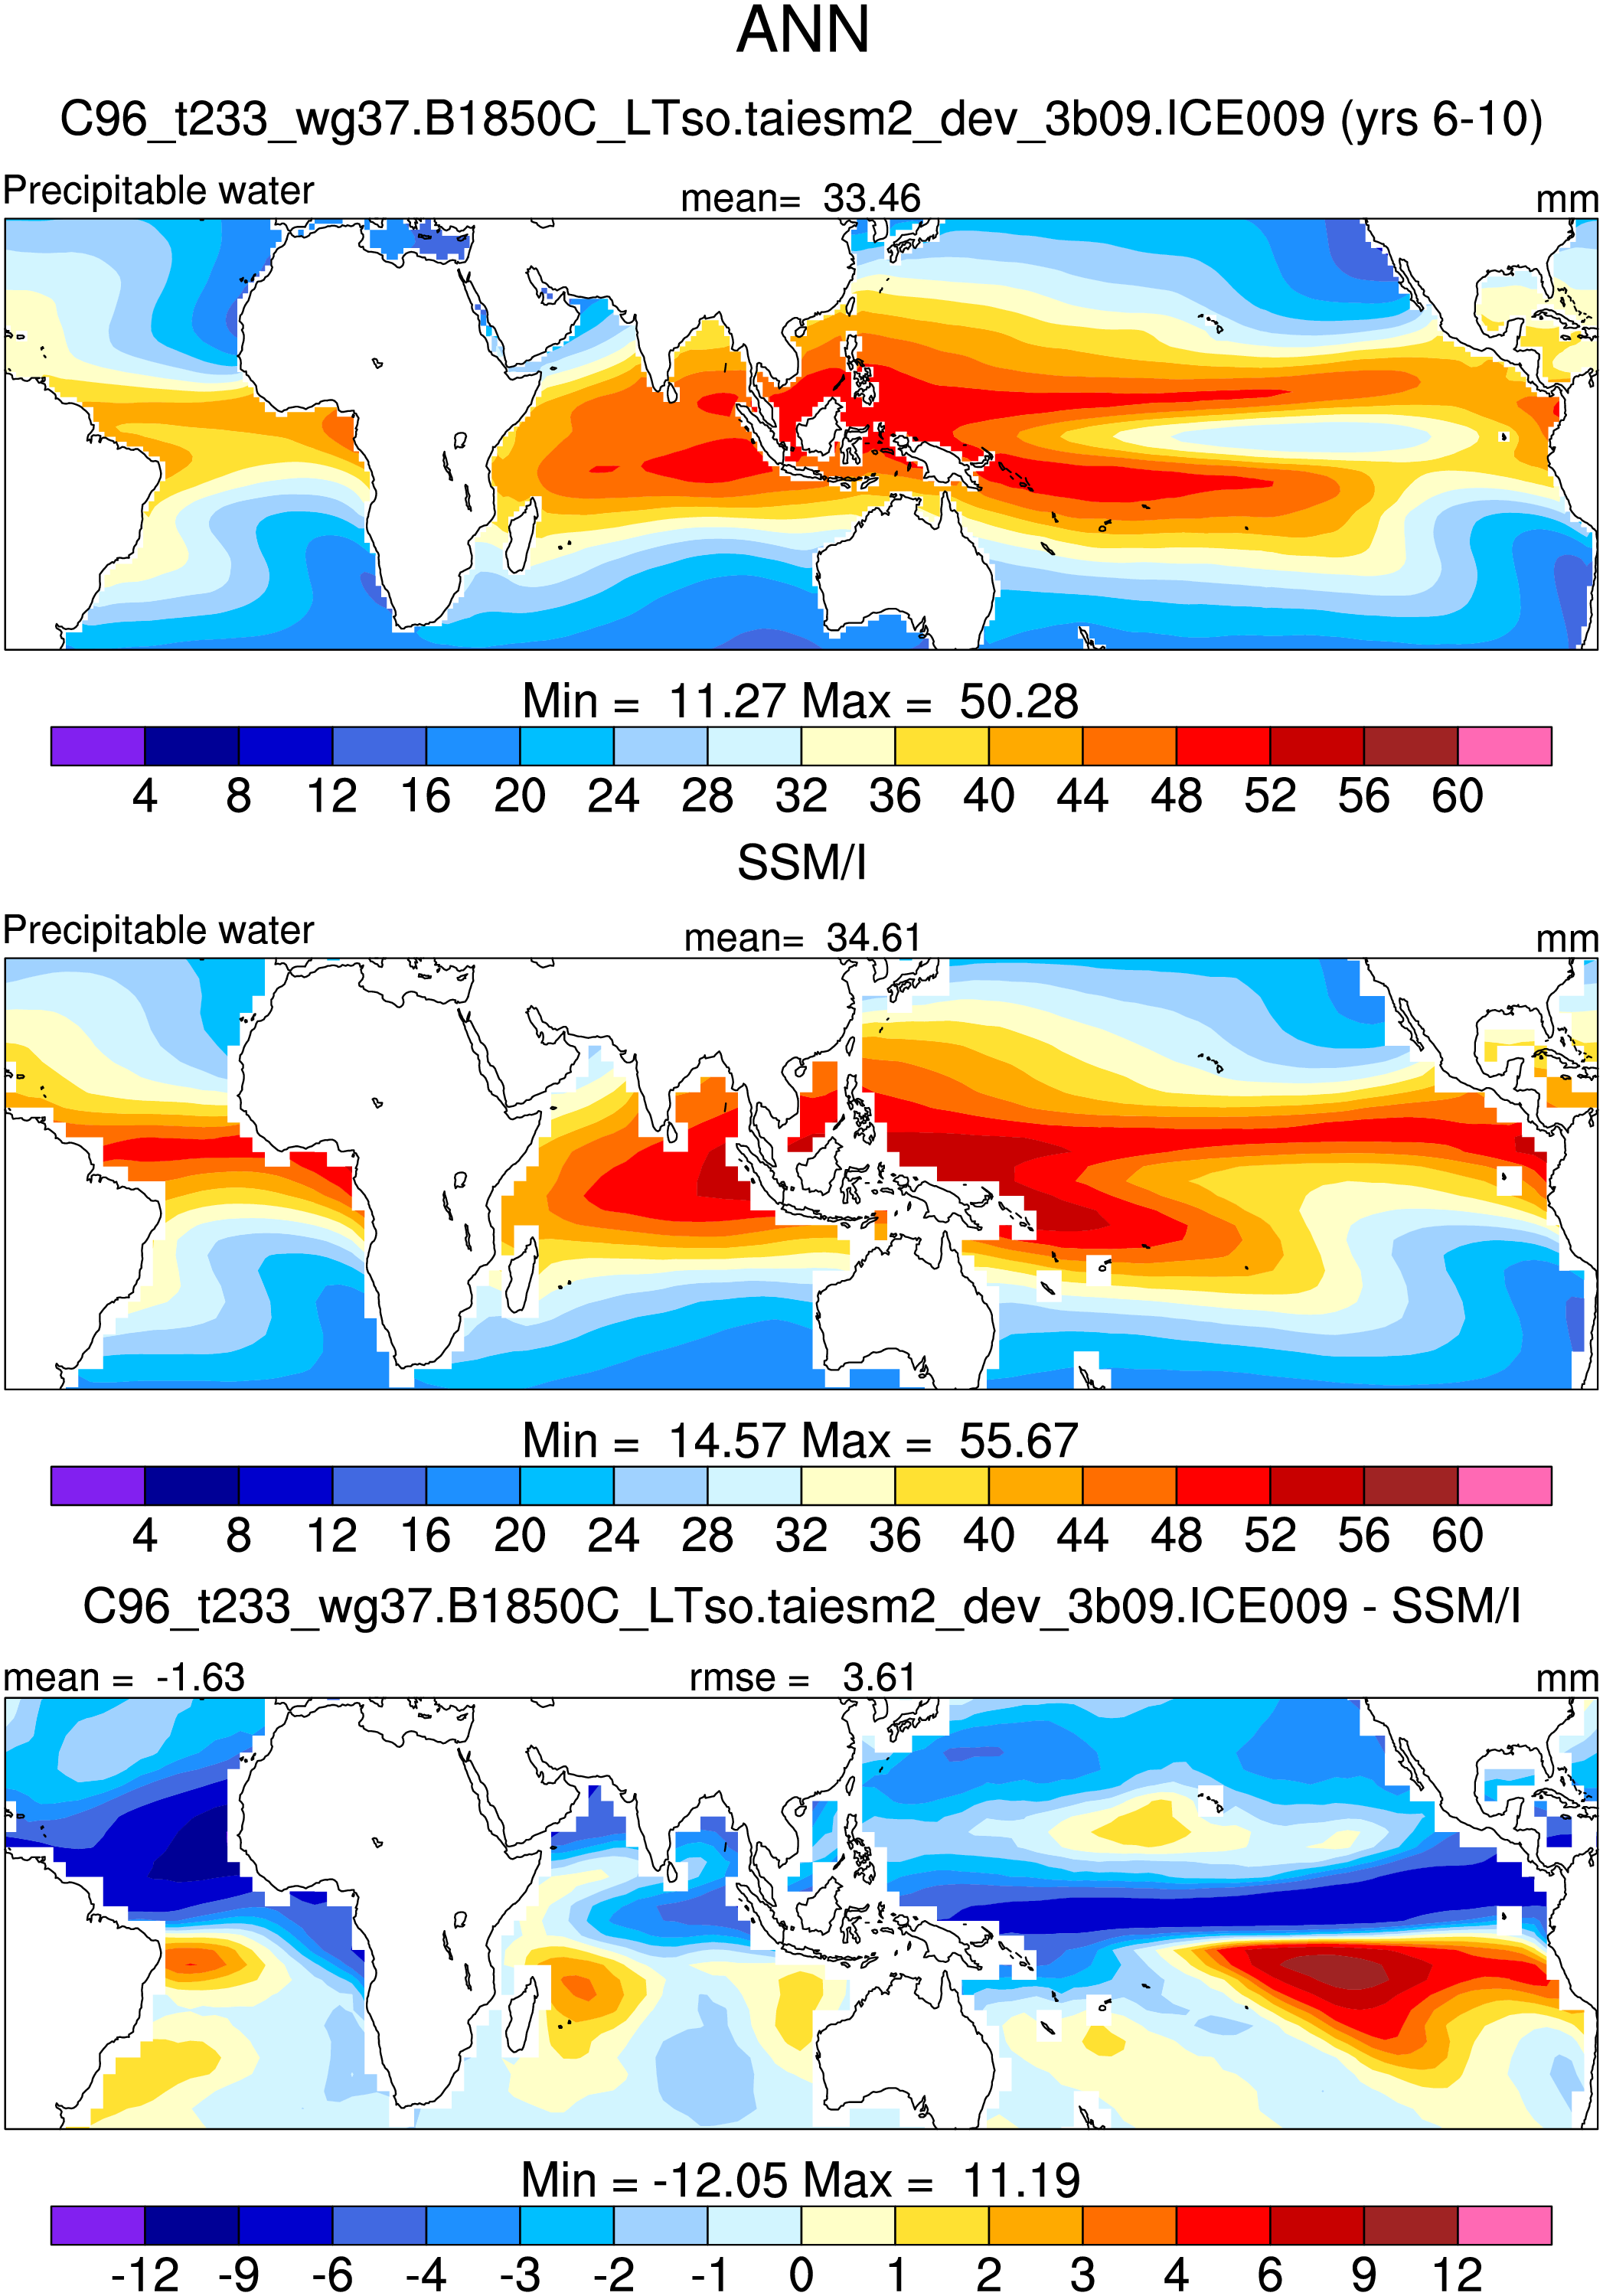 ANN
C96_t233_wg37.B1850C_LTso.taiesm2_dev_3b09.ICE009 (yrs 6-10)
Precipitable water mean= 33.46 mm
Min = 11.27 Max = 50.28
4 8 12 16 20 24 28 32 36 40 44 48 52 56 60
SSM/I
Precipitable water mean= 34.61 mm
Min = 14.57 Max = 55.67
4 8 12 16 20 24 28 32 36 40 44 48 52 56 60
C96_t233_wg37.B1850C_LTso.taiesm2_dev_3b09.ICE009 - SSM/I
mean = -1.63 rmse = 3.61 mm
Min = -12.05 Max = 11.19
-12 -9 -6 -4 -3 -2 -1 0 1 2 3 4 6 9 12